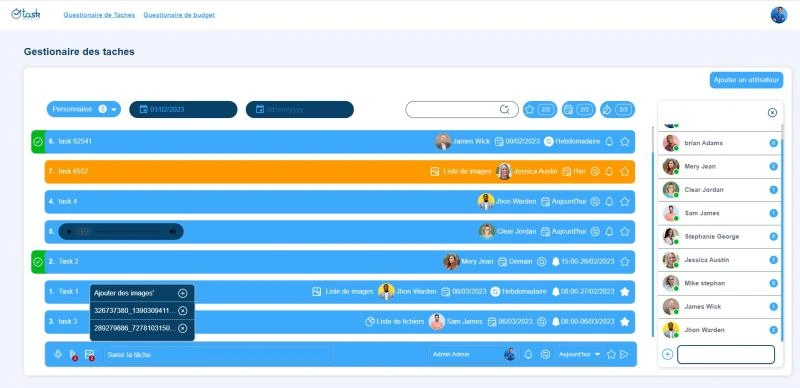 task
Questionaire de Taches
Questionaire de budget
Gestionaire des taches
Ajouter un utilisateur
Personnalisé
01/02/2023
dd/mm/yyyy
2/2
2/2
2/2
6. task 62541 James Wick 09/02/2023 Hebdomadaire
7. task 6552 Liste de images Jessica Austin Hier
4. task 4 Jhon Warden Aujourd'hui
5. Clear Jordan Aujourd'hui
2. Task 2 Mery Jean Demain 15:00-26/02/2023
1. Task 1 Liste de images Jhon Warden 06/03/2023 Hebdomadaire 08:00-27/02/2023
3. task 3 Liste de fichiers Sam James 06/03/2023 08:00-09/03/2023
Ajouter des images'
326737380_1390309411...
289279886_7278103150...
Saisir la tâche
Admin Admin
Aujourd'hui
brian Adams 0
Mery Jean 2
Clear Jordan 1
Sam James 1
Stephanie George 0
Jessica Austin 1
Mike stephan 0
James Wick 1
Jhon Warden 2